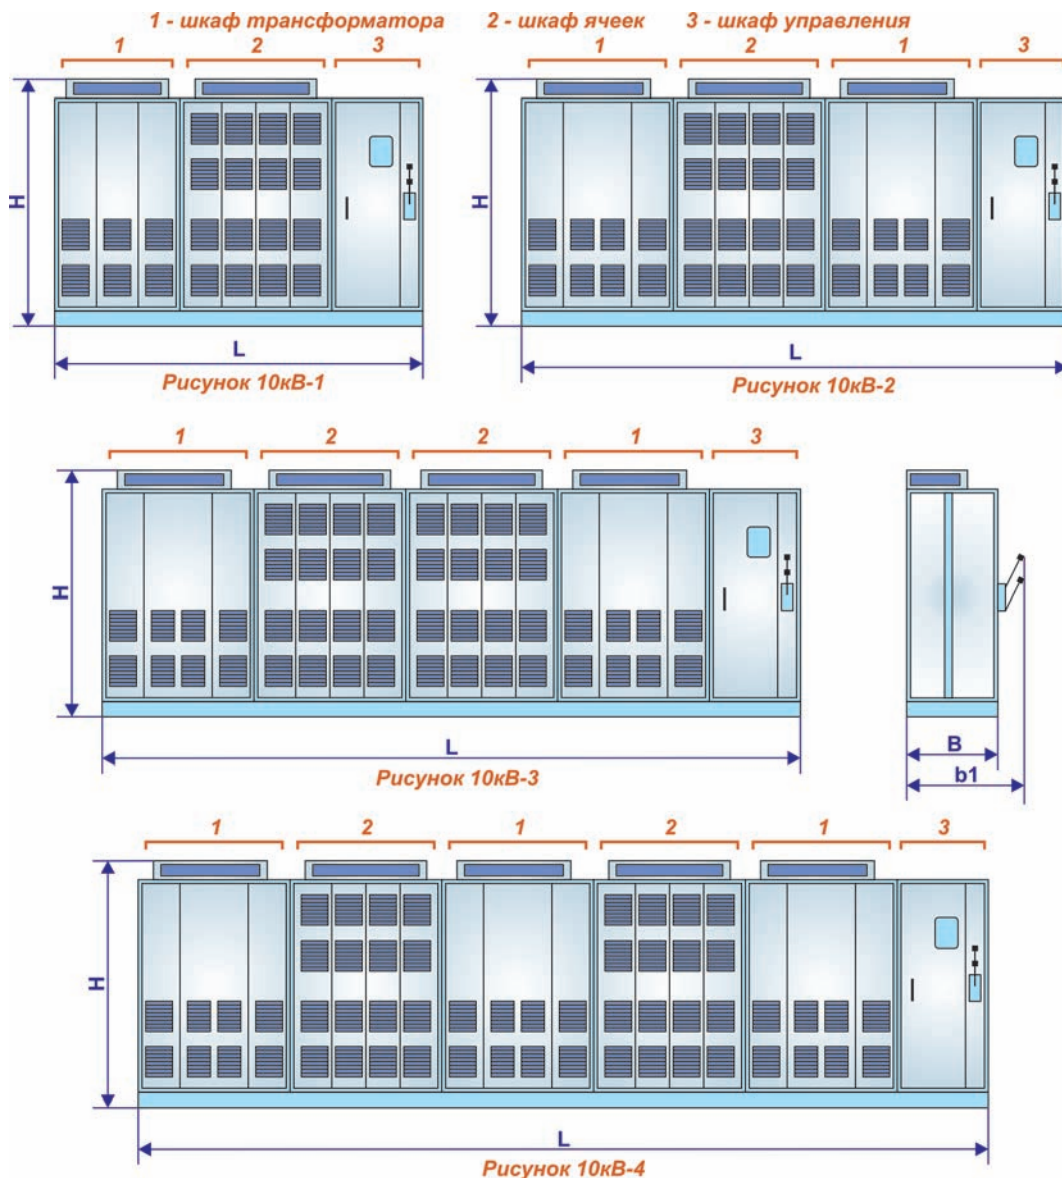 1 - шкаф трансформатора 2 - шкаф ячеек 3 - шкаф управления
1 2 3
H
L
Рисунок 10кВ-1
1 2 1 3
H
L
Рисунок 10кВ-2
1 2 2 1 3
H
L
Рисунок 10кВ-3
B
b1
1 2 1 2 1 3
H
L
Рисунок 10кВ-4